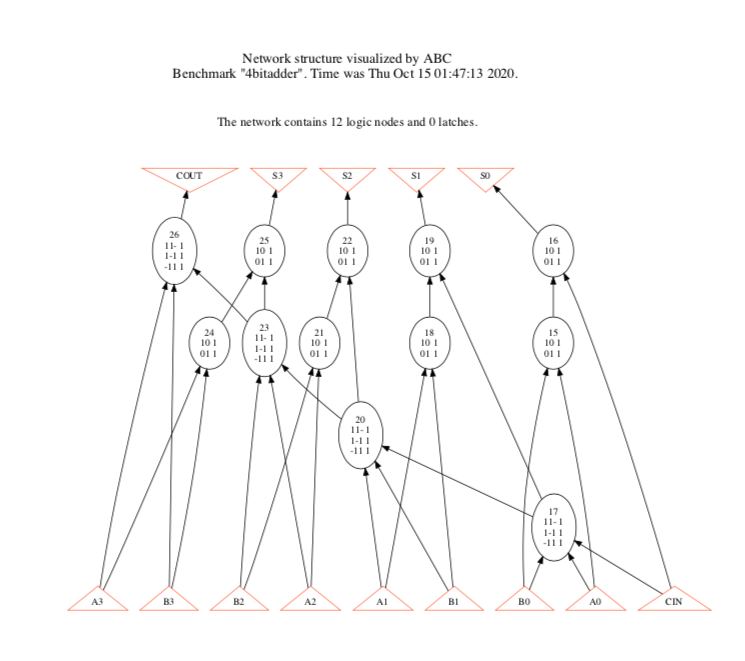 Network structure visualized by ABC
Benchmark "4bitadder". Time was Thu Oct 15 01:47:13 2020.
The network contains 12 logic nodes and 0 latches.
COUT
S3
S2
S1
S0
26
11- 1
1-1 1
-11 1
25
10 1
01 1
22
10 1
01 1
19
10 1
01 1
16
10 1
01 1
24
10 1
01 1
23
11- 1
1-1 1
-11 1
21
10 1
01 1
18
10 1
01 1
15
10 1
01 1
20
11- 1
1-1 1
-11 1
17
11- 1
1-1 1
-11 1
A3
B3
B2
A2
A1
B1
B0
A0
CIN